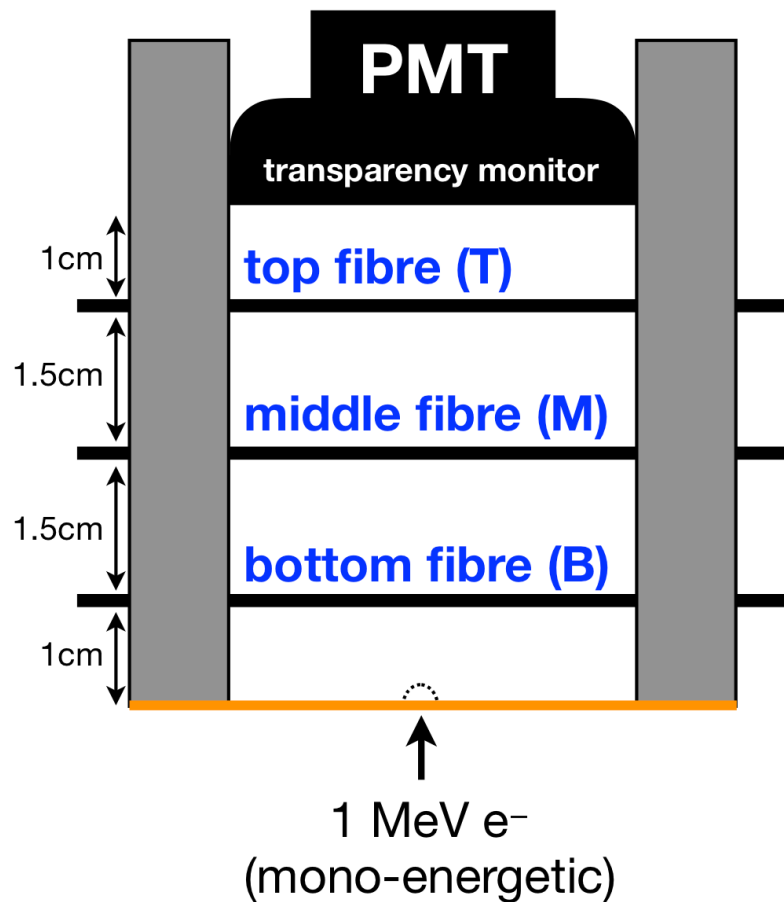 PMT
transparency monitor
1cm
top fibre (T)
1.5cm
middle fibre (M)
1.5cm
bottom fibre (B)
1cm
1 MeV e⁻
(mono-energetic)